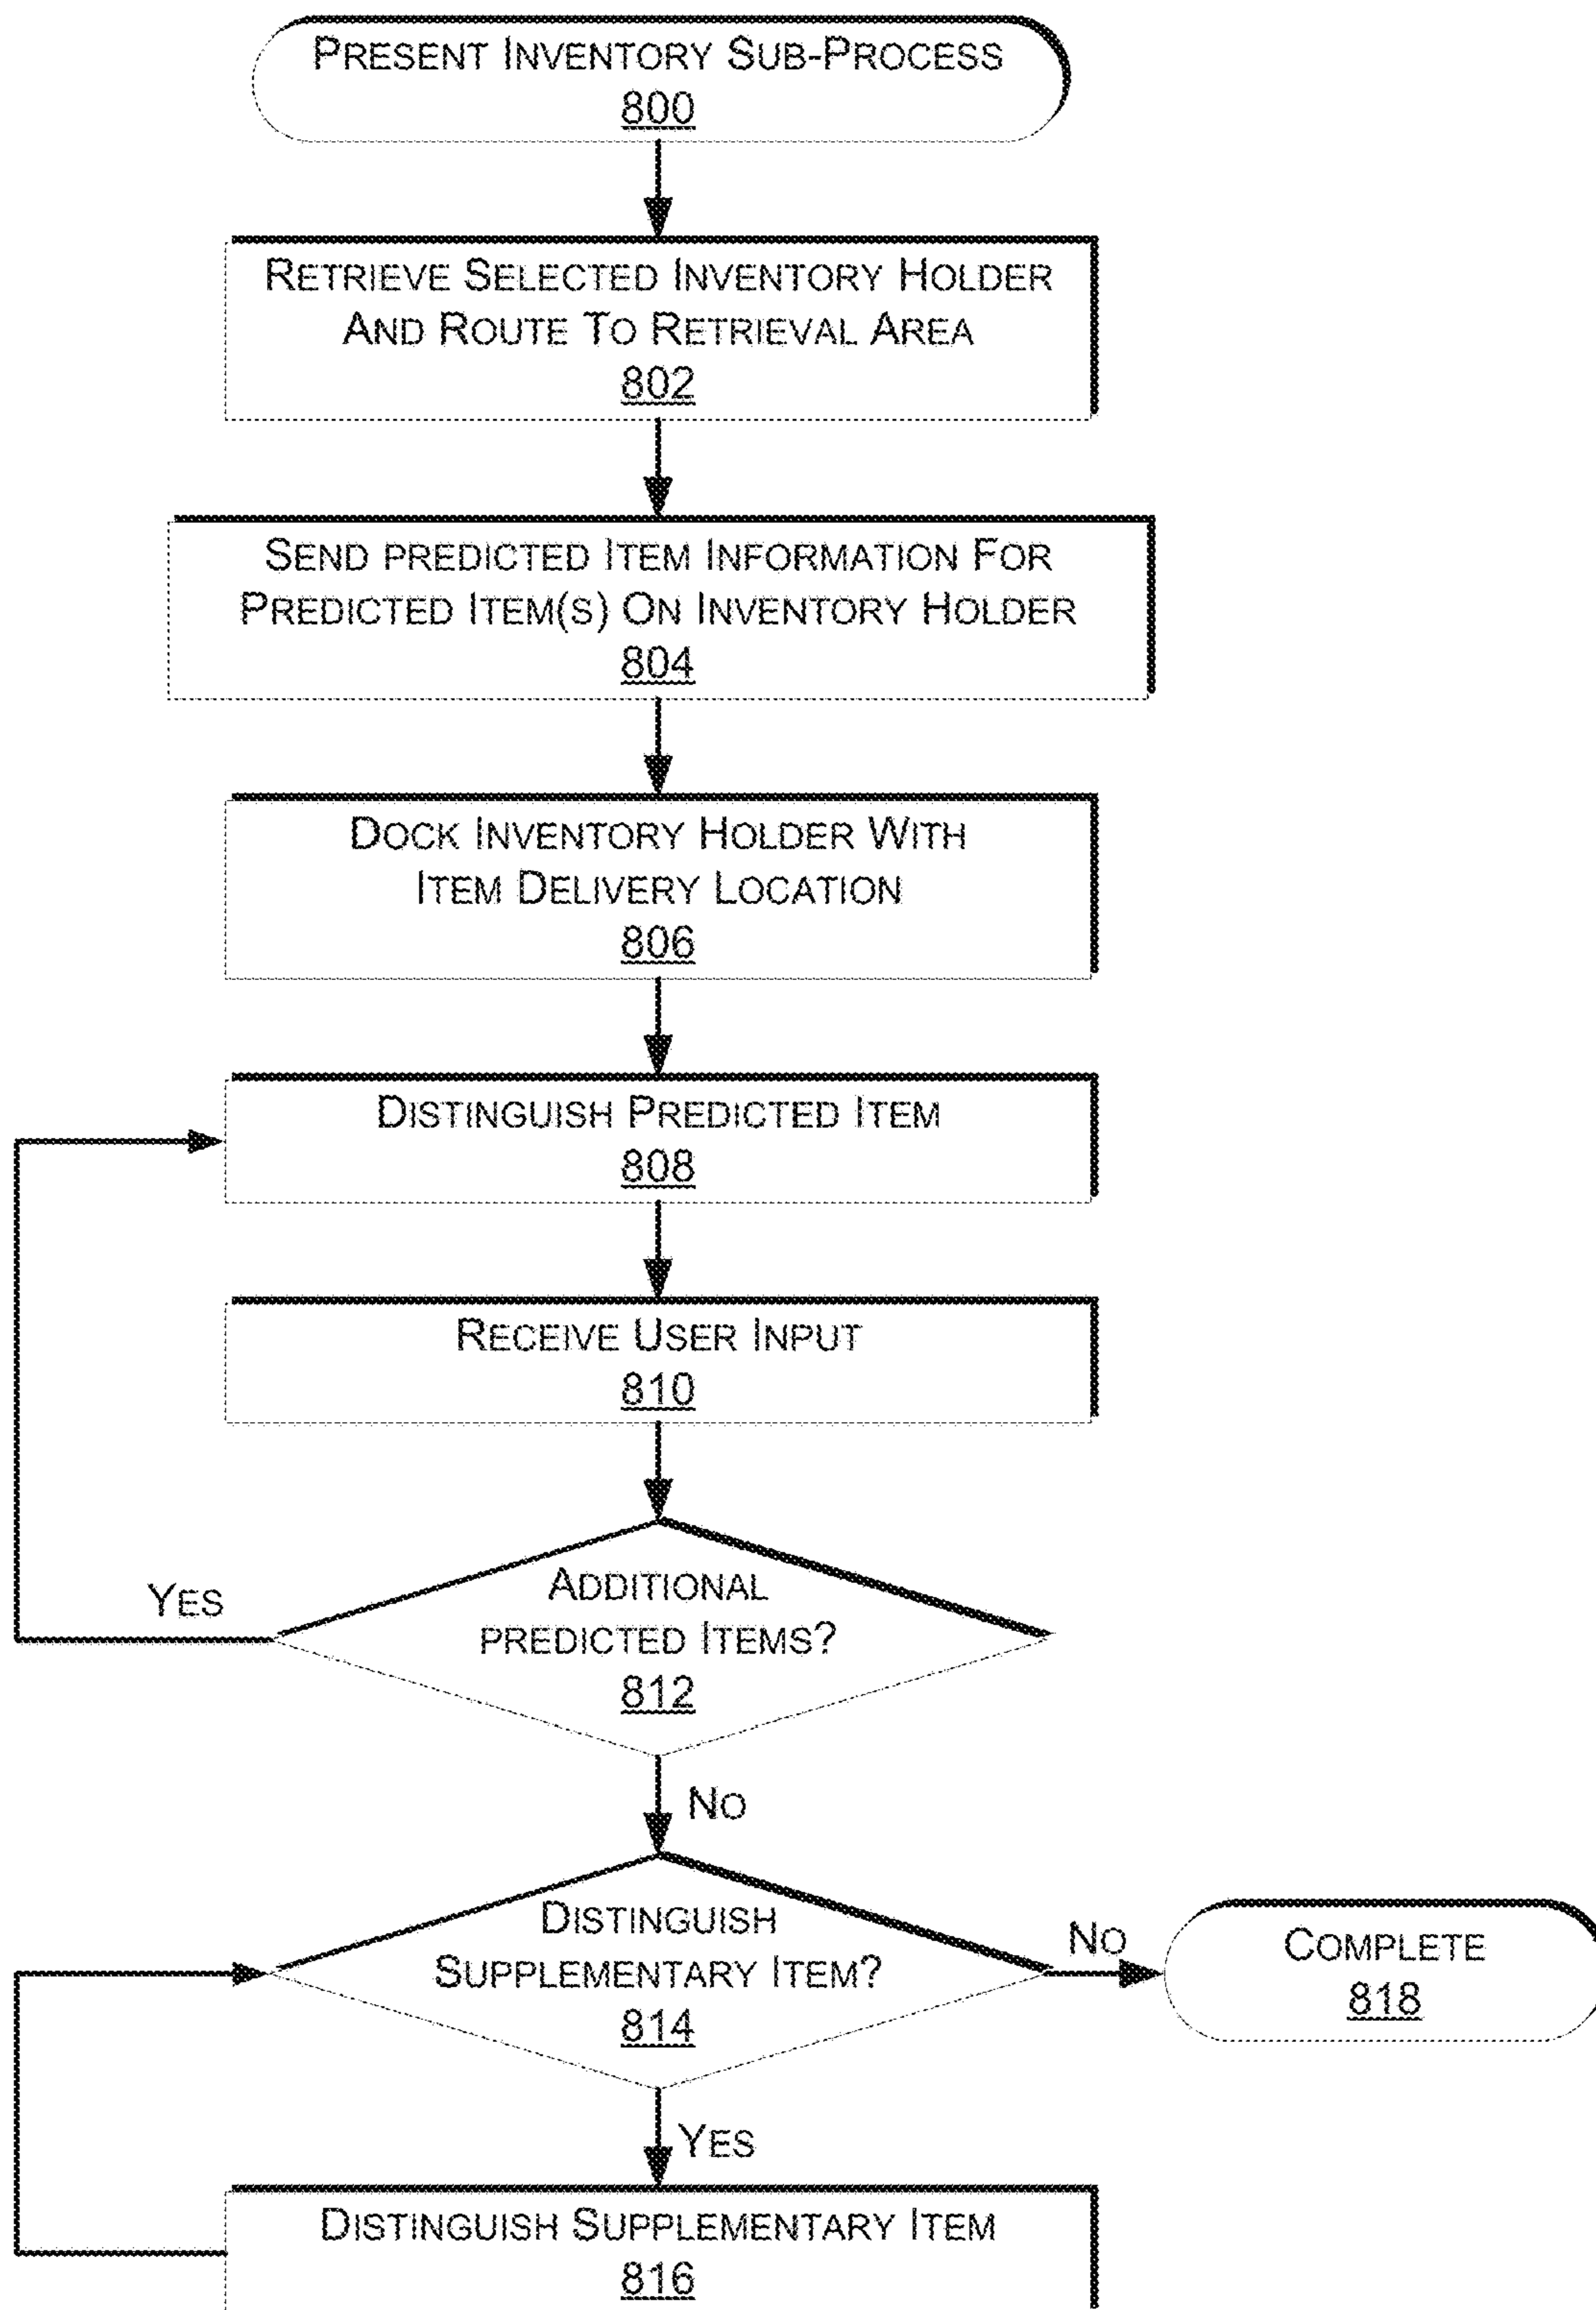 PRESENT INVENTORY SUB-PROCESS
800
RETRIEVE SELECTED INVENTORY HOLDER
AND ROUTE TO RETRIEVAL AREA
802
SEND PREDICTED ITEM INFORMATION FOR
PREDICTED ITEM(S) ON INVENTORY HOLDER
804
DOCK INVENTORY HOLDER WITH
ITEM DELIVERY LOCATION
806
DISTINGUISH PREDICTED ITEM
808
RECEIVE USER INPUT
810
YES
ADDITIONAL
PREDICTED ITEMS?
812
NO
DISTINGUISH
SUPPLEMENTARY ITEM?
814
NO
COMPLETE
818
YES
DISTINGUISH SUPPLEMENTARY ITEM
816